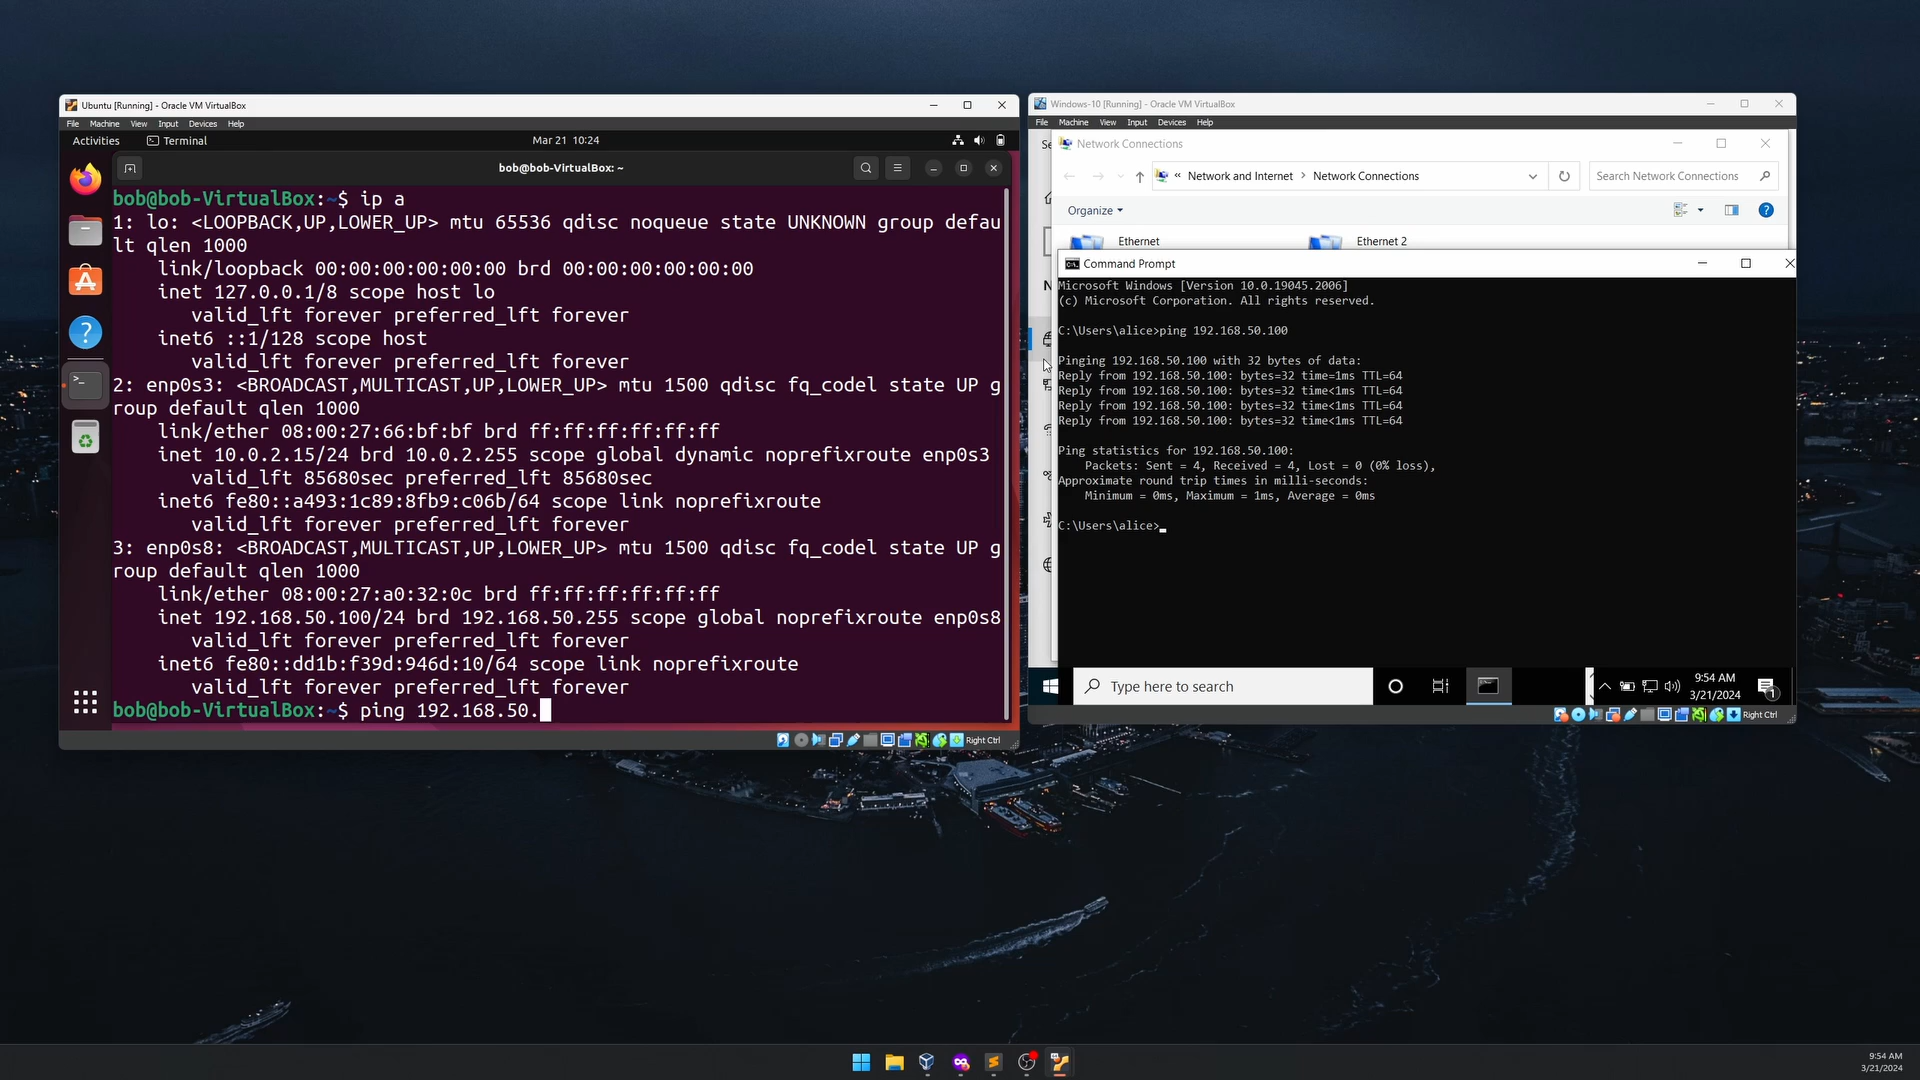 Ubuntu [Running] - Oracle VM VirtualBox
File Machine View Input Devices Help
Activities Terminal Mar 21 10:24
bob@bob-VirtualBox: ~
bob@bob-VirtualBox:~$ ip a
1: lo: <LOOPBACK,UP,LOWER_UP> mtu 65536 qdisc noqueue state UNKNOWN group defau
lt qlen 1000
link/loopback 00:00:00:00:00:00 brd 00:00:00:00:00:00
inet 127.0.0.1/8 scope host lo
valid_lft forever preferred_lft forever
inet6 ::1/128 scope host
valid_lft forever preferred_lft forever
2: enp0s3: <BROADCAST,MULTICAST,UP,LOWER_UP> mtu 1500 qdisc fq_codel state UP g
roup default qlen 1000
link/ether 08:00:27:66:bf:bf brd ff:ff:ff:ff:ff:ff
inet 10.0.2.15/24 brd 10.0.2.255 scope global dynamic noprefixroute enp0s3
valid_lft 85680sec preferred_lft 85680sec
inet6 fe80::a493:1c89:8fb9:c06b/64 scope link noprefixroute
valid_lft forever preferred_lft forever
3: enp0s8: <BROADCAST,MULTICAST,UP,LOWER_UP> mtu 1500 qdisc fq_codel state UP g
roup default qlen 1000
link/ether 08:00:27:a0:32:0c brd ff:ff:ff:ff:ff:ff
inet 192.168.50.100/24 brd 192.168.50.255 scope global noprefixroute enp0s8
valid_lft forever preferred_lft forever
inet6 fe80::dd1b:f39d:946d:10/64 scope link noprefixroute
valid_lft forever preferred_lft forever
bob@bob-VirtualBox:~$ ping 192.168.50.
Right Ctrl
Windows-10 [Running] - Oracle VM VirtualBox
File Machine View Input Devices Help
Se
Network Connections
« Network and Internet > Network Connections
Search Network Connections
Organize
Ethernet
Ethernet 2
N
Command Prompt
Microsoft Windows [Version 10.0.19045.2006]
(c) Microsoft Corporation. All rights reserved.
C:\Users\alice>ping 192.168.50.100
Pinging 192.168.50.100 with 32 bytes of data:
Reply from 192.168.50.100: bytes=32 time=1ms TTL=64
Reply from 192.168.50.100: bytes=32 time<1ms TTL=64
Reply from 192.168.50.100: bytes=32 time<1ms TTL=64
Reply from 192.168.50.100: bytes=32 time<1ms TTL=64
Ping statistics for 192.168.50.100:
Packets: Sent = 4, Received = 4, Lost = 0 (0% loss),
Approximate round trip times in milli-seconds:
Minimum = 0ms, Maximum = 1ms, Average = 0ms
C:\Users\alice>
Type here to search
9:54 AM
3/21/2024
1
Right Ctrl
9:54 AM
3/21/2024